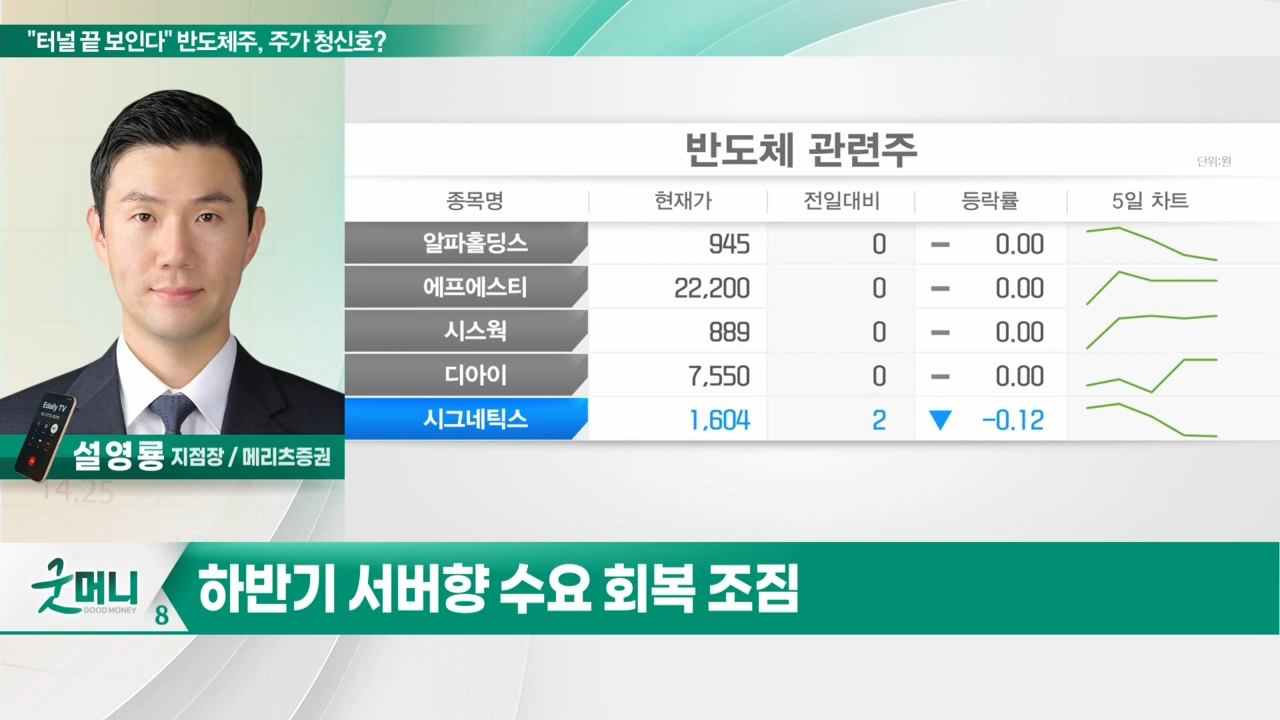 "터널 끝 보인다" 반도체주, 주가 청신호?
반도체 관련주
단위:원
종목명 현재가 전일대비 등락률 5일 차트
알파홀딩스 945 0 – 0.00
에프에스티 22,200 0 – 0.00
시스웍 889 0 – 0.00
디아이 7,550 0 – 0.00
시그네틱스 1,604 2 ▼ -0.12
Edaily TV
설영룡 지점장 / 메리츠증권
14.25
굿머니
GOOD MONEY
8
하반기 서버향 수요 회복 조짐